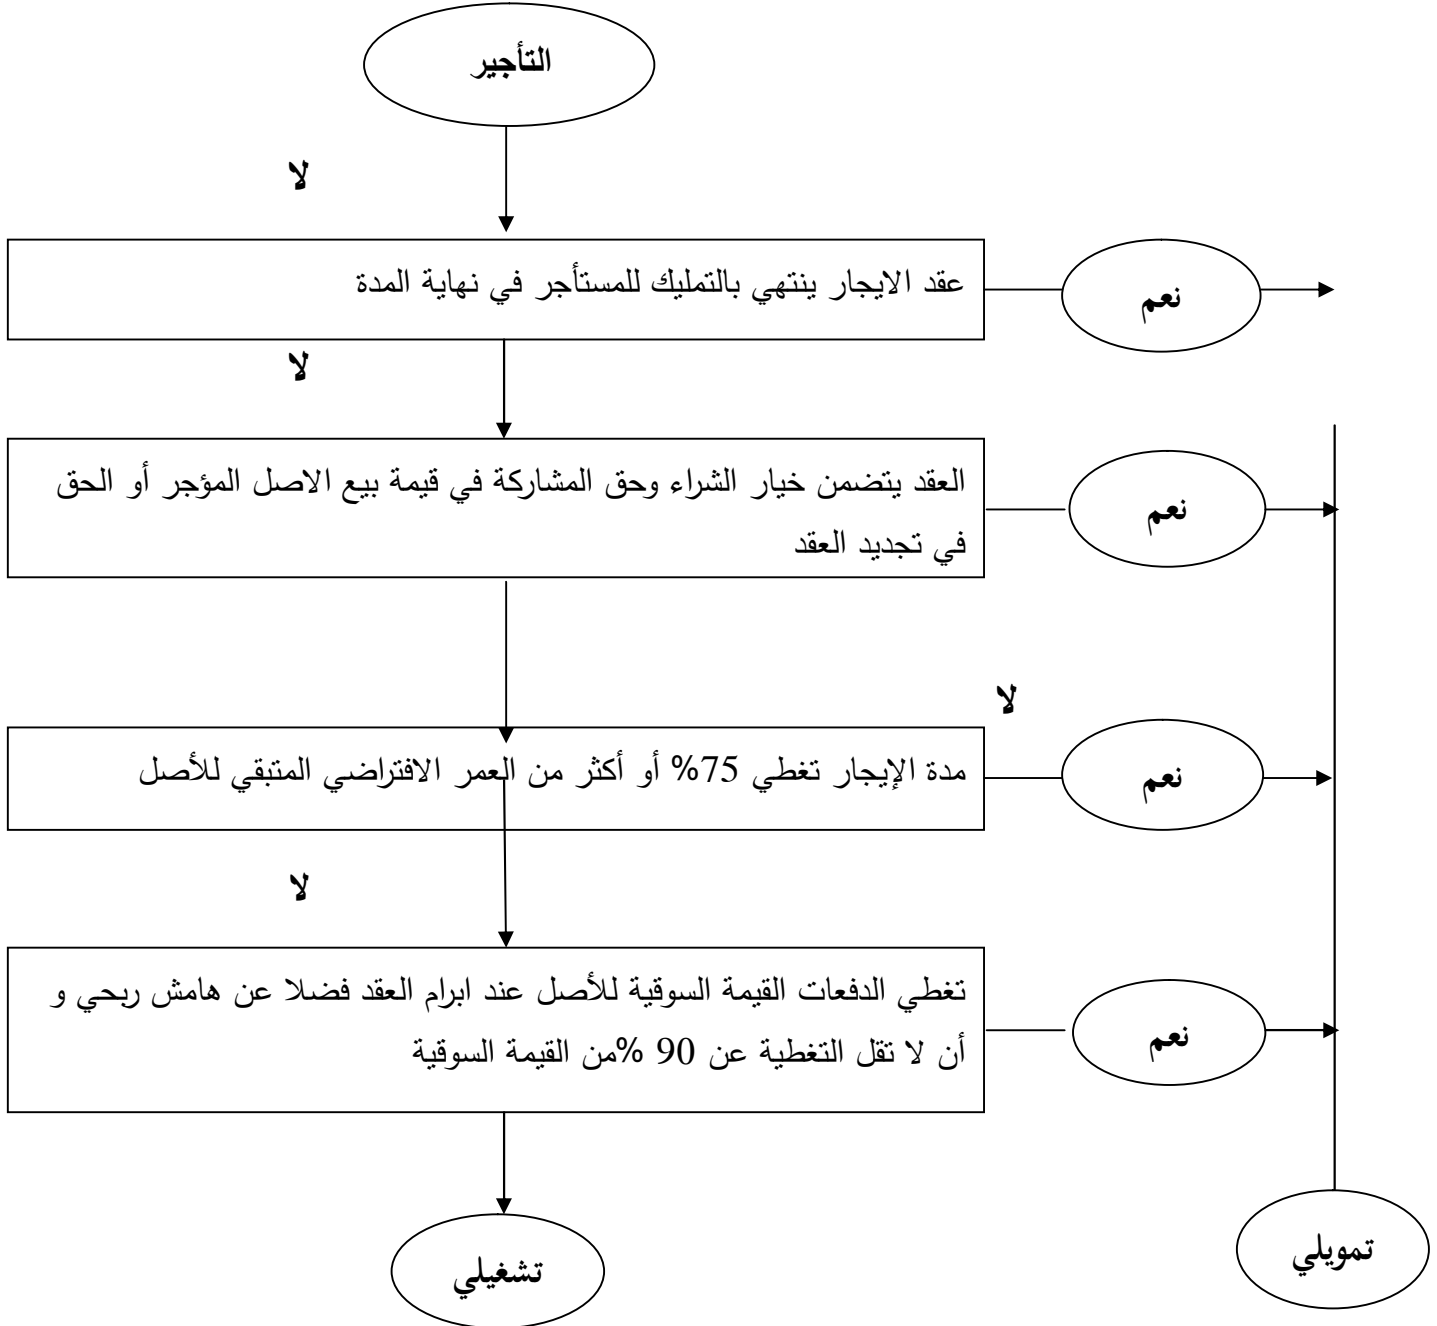 التأجير
لا
عقد الايجار ينتهي بالتمليك للمستأجر في نهاية المدة
نعم
لا
العقد يتضمن خيار الشراء وحق المشاركة في قيمة بيع الاصل المؤجر أو الحق
في تجديد العقد
نعم
لا
مدة الإيجار تغطي 75% أو أكثر من العمر الافتراضي المتبقي للأصل
نعم
لا
تغطي الدفعات القيمة السوقية للأصل عند ابرام العقد فضلا عن هامش ربحي و
أن لا تقل التغطية عن 90 %من القيمة السوقية
نعم
تمويلي
تشغيلي